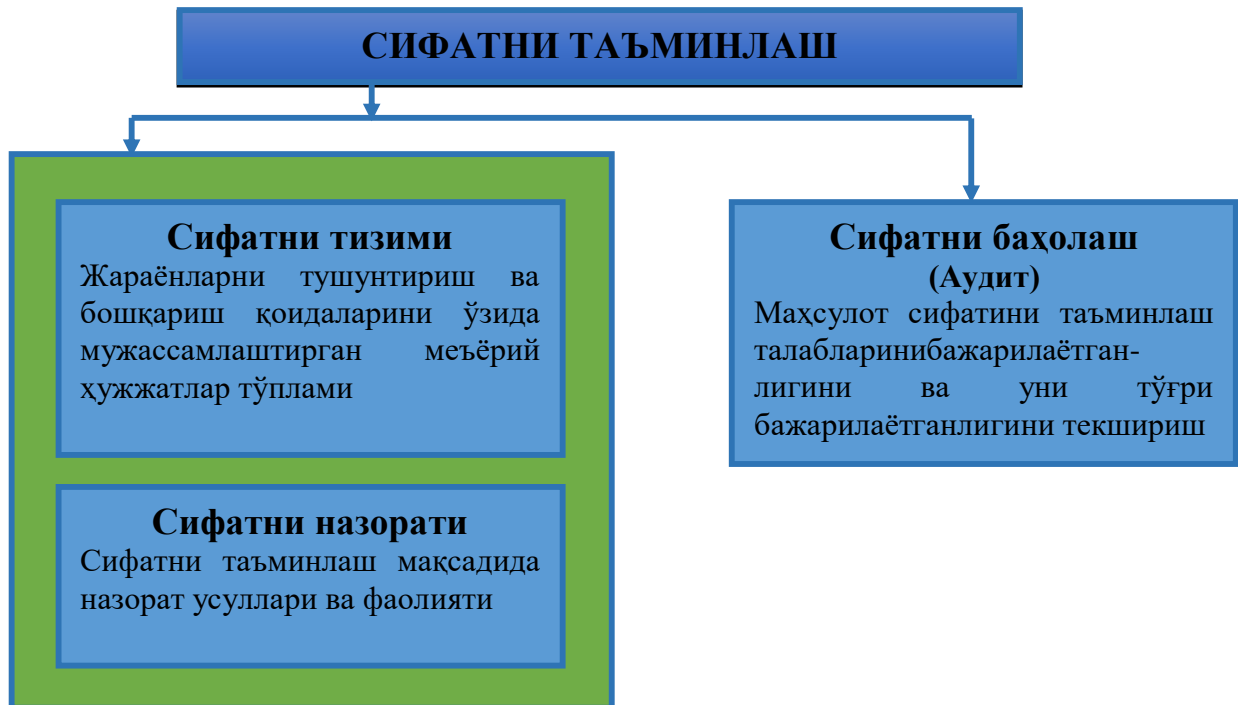 СИФАТНИ ТАЪМИНЛАШ
Сифатни тизими
Жараёнларни тушунтириш ва
бошқариш қоидаларини ўзида
мужассамлаштирган меъёрий
ҳужжатлар тўплами
Сифатни назорати
Сифатни таъминлаш мақсадида
назорат усуллари ва фаолияти
Сифатни баҳолаш
(Аудит)
Маҳсулот сифатини таъминлаш
талабларинибажарилаётган-
лигини ва уни тўғри
бажарилаётганлигини текшириш